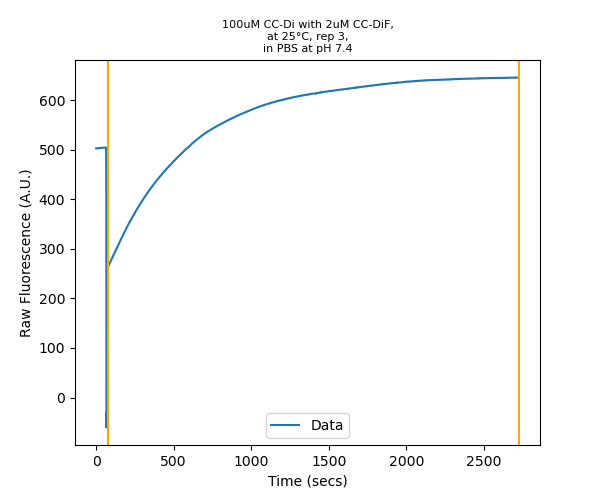 100uM CC-Di with 2uM CC-DiF,
at 25°C, rep 3,
in PBS at pH 7.4
Raw Fluorescence (A.U.)
600
500
400
300
200
100
0
Data
0 500 1000 1500 2000 2500
Time (secs)